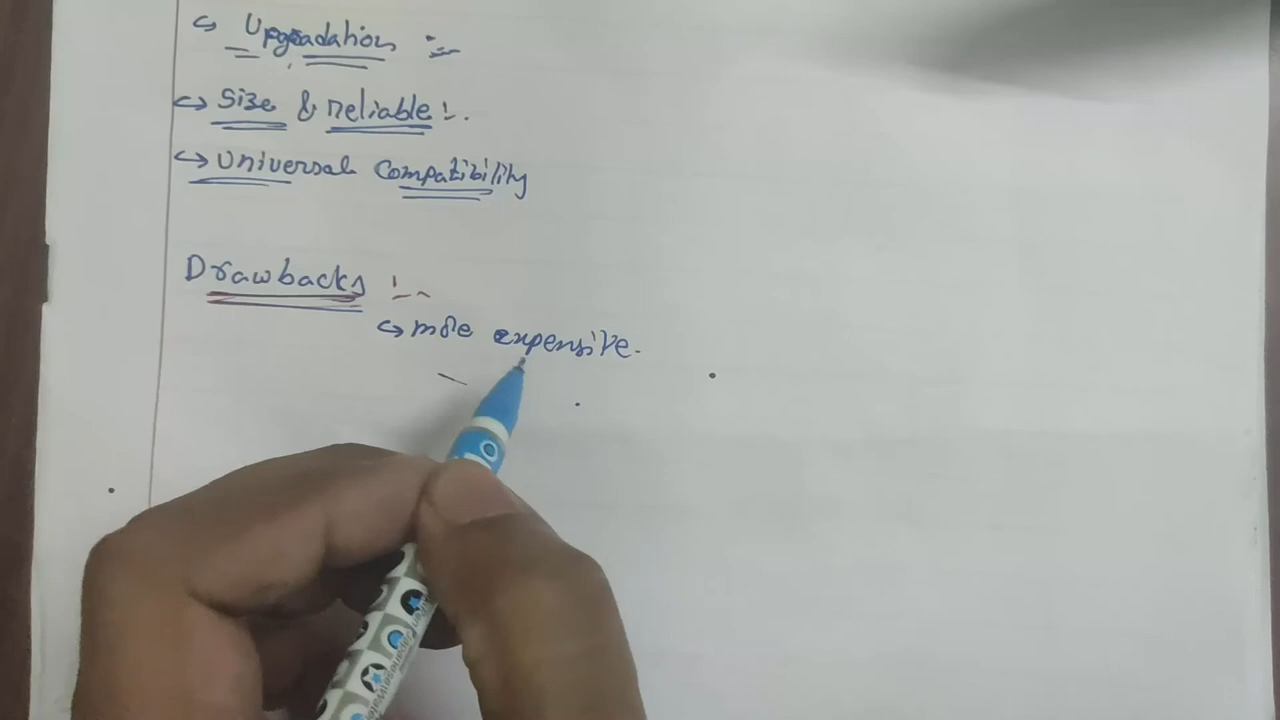 ↪ Upgradation :-
↪ Size & reliable :.
↪ Universal Compatibility
Drawbacks :-
↪ more expensive.